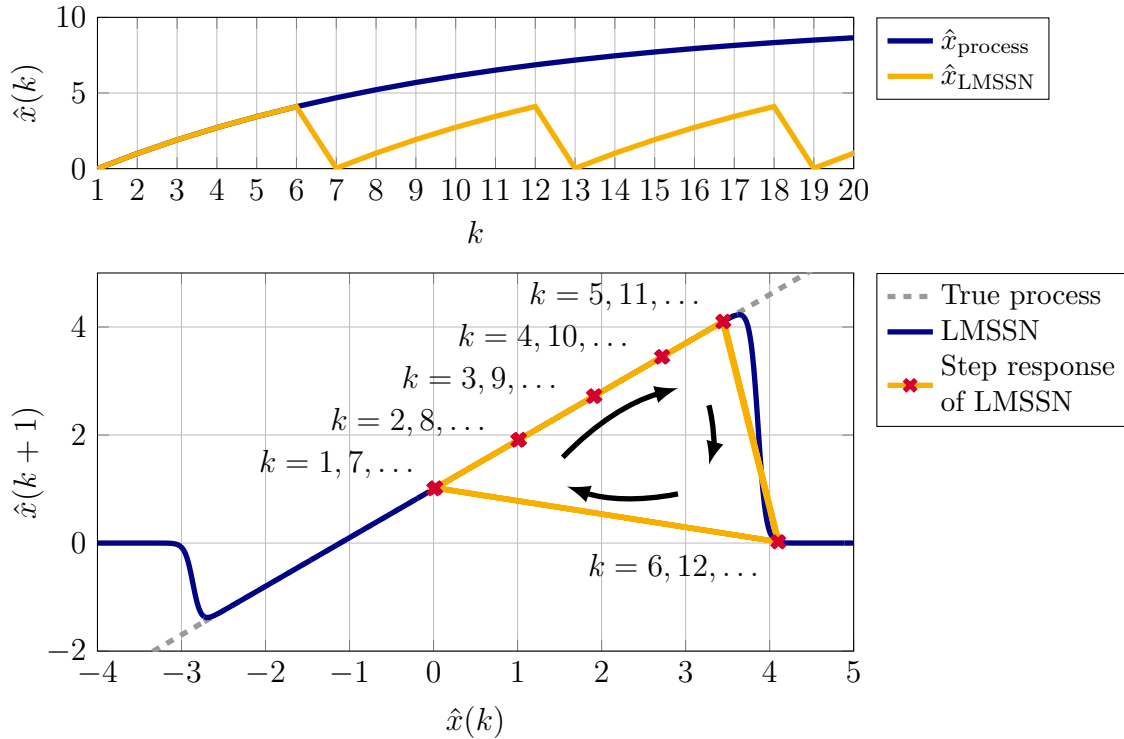 10
5
0
x̂(k)
1 2 3 4 5 6 7 8 9 10 11 12 13 14 15 16 17 18 19 20
k
x̂process
x̂LMSSN
4
2
0
−2
x̂(k + 1)
k = 5, 11, . . .
k = 4, 10, . . .
k = 3, 9, . . .
k = 2, 8, . . .
k = 1, 7, . . .
k = 6, 12, . . .
−4 −3 −2 −1 0 1 2 3 4 5
x̂(k)
True process
LMSSN
Step response
of LMSSN